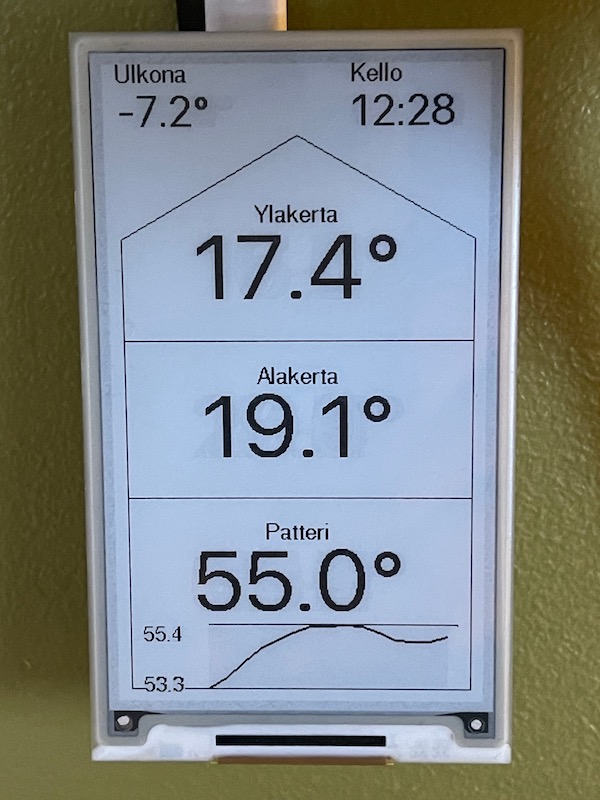 Ulkona Kello
-7.2° 12:28
Ylakerta
17.4°
Alakerta
19.1°
Patteri
55.0°
55.4
53.3